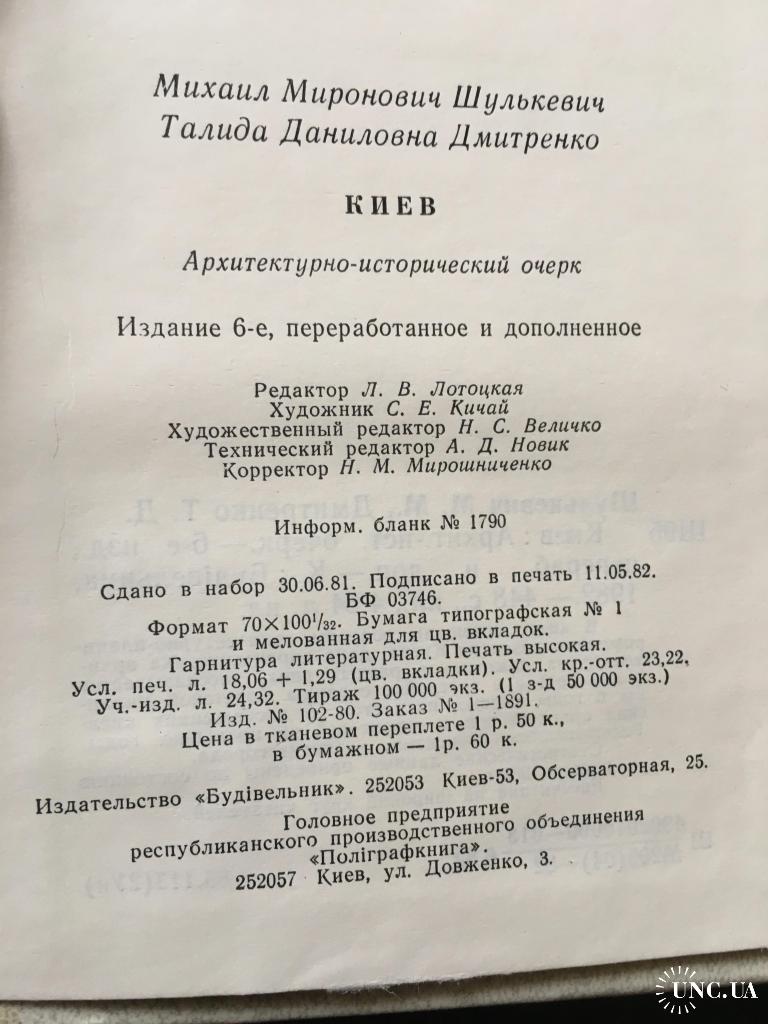 Михаил Миронович Шулькевич
Талида Даниловна Дмитренко
КИЕВ
Архитектурно-исторический очерк
Издание 6-е, переработанное и дополненное
Редактор Л. В. Лотоцкая
Художник С. Е. Кичай
Художественный редактор Н. С. Величко
Технический редактор А. Д. Новик
Корректор Н. М. Мирошниченко
Информ. бланк № 1790
Сдано в набор 30.06.81. Подписано в печать 11.05.82.
БФ 03746.
Формат 70×100¹/₃₂. Бумага типографская № 1
и мелованная для цв. вкладок.
Гарнитура литературная. Печать высокая.
Усл. печ. л. 18,06 + 1,29 (цв. вкладки). Усл. кр.-отт. 23,22.
Уч.-изд. л. 24,32. Тираж 100 000 экз. (1 з-д 50 000 экз.)
Изд. № 102-80. Заказ № 1—1891.
Цена в тканевом переплете 1 р. 50 к.,
в бумажном — 1р. 60 к.
Издательство «Будівельник». 252053 Киев-53, Обсерваторная, 25.
Головное предприятие
республиканского производственного объединения
«Поліграфкнига».
252057 Киев, ул. Довженко, 3.
UNC.UA